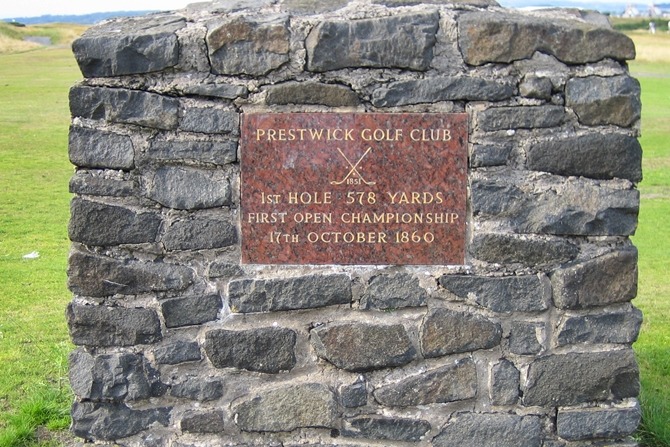 PRESTWICK GOLF CLUB
1851
1ST HOLE 578 YARDS
FIRST OPEN CHAMPIONSHIP
17TH OCTOBER 1860